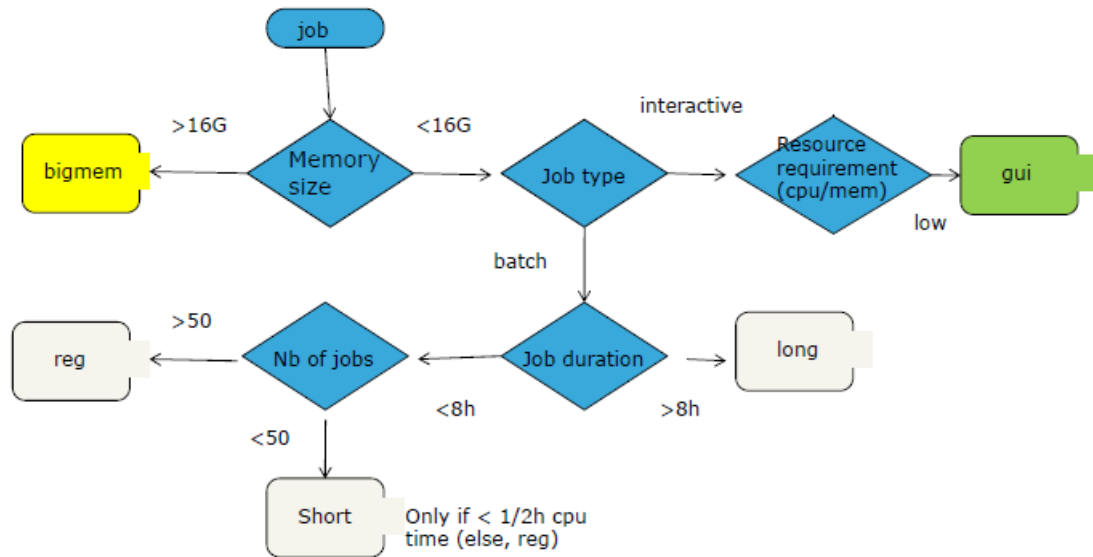 job
interactive
>16G
<16G
bigmem
Memory
size
Job type
Resource
requirement
(cpu/mem)
gui
low
batch
>50
reg
Nb of jobs
Job duration
long
<8h
>8h
<50
Short
Only if < 1/2h cpu
time (else, reg)